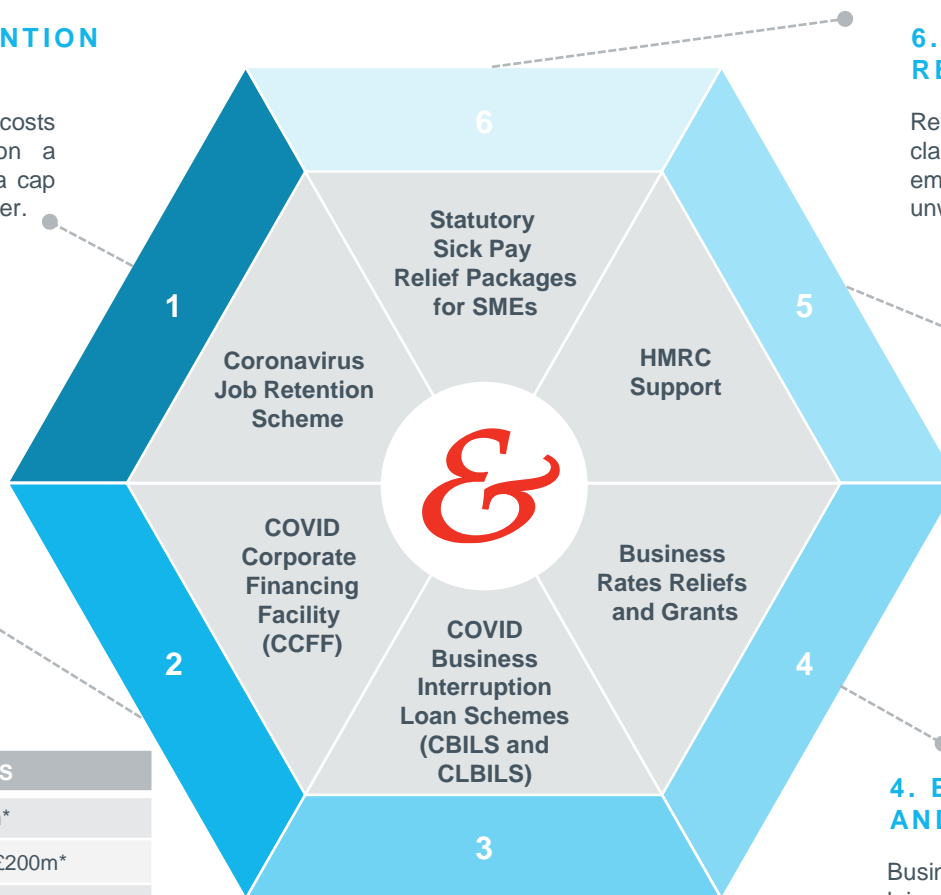 NTION
costs
on a
a cap
er.
6.
RE
Re
cla
em
unv
6
Statutory
Sick Pay
Relief Packages
for SMEs
1
Coronavirus
Job Retention
Scheme
5
HMRC
Support
&
COVID
Corporate
Financing
Facility
(CCFF)
2
COVID
Business
Interruption
Loan Schemes
(CBILS and
CLBILS)
3
Business
Rates Reliefs
and Grants
4
S
*
£200m*
4. B
AND
Busin